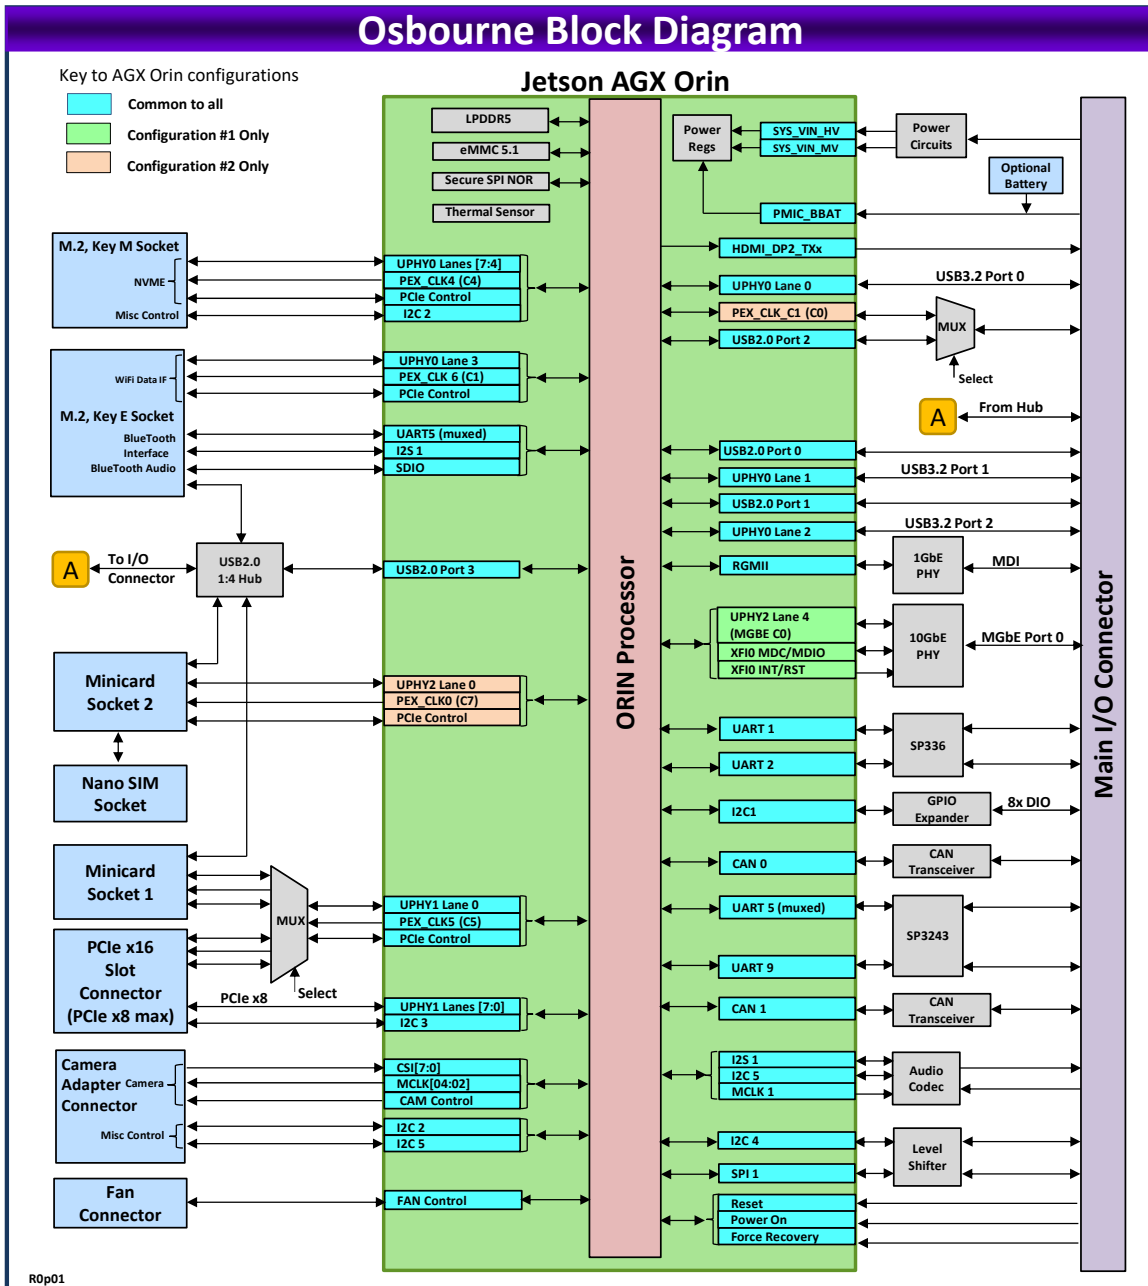 Osbourne Block Diagram
Key to AGX Orin configurations
Common to all
Configuration #1 Only
Configuration #2 Only
Jetson AGX Orin
LPDDR5
eMMC 5.1
Secure SPI NOR
Thermal Sensor
M.2, Key M Socket
NVME
Misc Control
UPHY0 Lanes [7:4]
PEX_CLK4 (C4)
PCIe Control
I2C 2
WiFi Data IF
M.2, Key E Socket
BlueTooth
Interface
BlueTooth Audio
UPHY0 Lane 3
PEX_CLK 6 (C1)
PCIe Control
UART5 (muxed)
I2S 1
SDIO
A
To I/O
Connector
USB2.0
1:4 Hub
USB2.0 Port 3
Minicard
Socket 2
UPHY2 Lane 0
PEX_CLK0 (C7)
PCIe Control
Nano SIM
Socket
Minicard
Socket 1
MUX
Select
UPHY1 Lane 0
PEX_CLK5 (C5)
PCIe Control
PCIe x16
Slot
Connector
(PCIe x8 max)
PCIe x8
UPHY1 Lanes [7:0]
I2C 3
Camera
Adapter
Connector
Camera
Misc Control
CSI[7:0]
MCLK[04:02]
CAM Control
I2C 2
I2C 5
Fan
Connector
FAN Control
ORIN Processor
Power
Regs
SYS_VIN_HV
SYS_VIN_MV
Power
Circuits
Optional
Battery
PMIC_BBAT
HDMI_DP2_TXx
UPHY0 Lane 0
USB3.2 Port 0
PEX_CLK_C1 (C0)
USB2.0 Port 2
MUX
Select
A
From Hub
USB2.0 Port 0
UPHY0 Lane 1
USB3.2 Port 1
USB2.0 Port 1
UPHY0 Lane 2
USB3.2 Port 2
RGMII
1GbE
PHY
MDI
UPHY2 Lane 4
(MGBE C0)
XFI0 MDC/MDIO
XFI0 INT/RST
10GbE
PHY
MGbE Port 0
UART 1
UART 2
SP336
I2C1
GPIO
Expander
8x DIO
CAN 0
CAN
Transceiver
UART 5 (muxed)
UART 9
SP3243
CAN 1
CAN
Transceiver
I2S 1
I2C 5
MCLK 1
Audio
Codec
I2C 4
SPI 1
Level
Shifter
Reset
Power On
Force Recovery
Main I/O Connector
R0p01